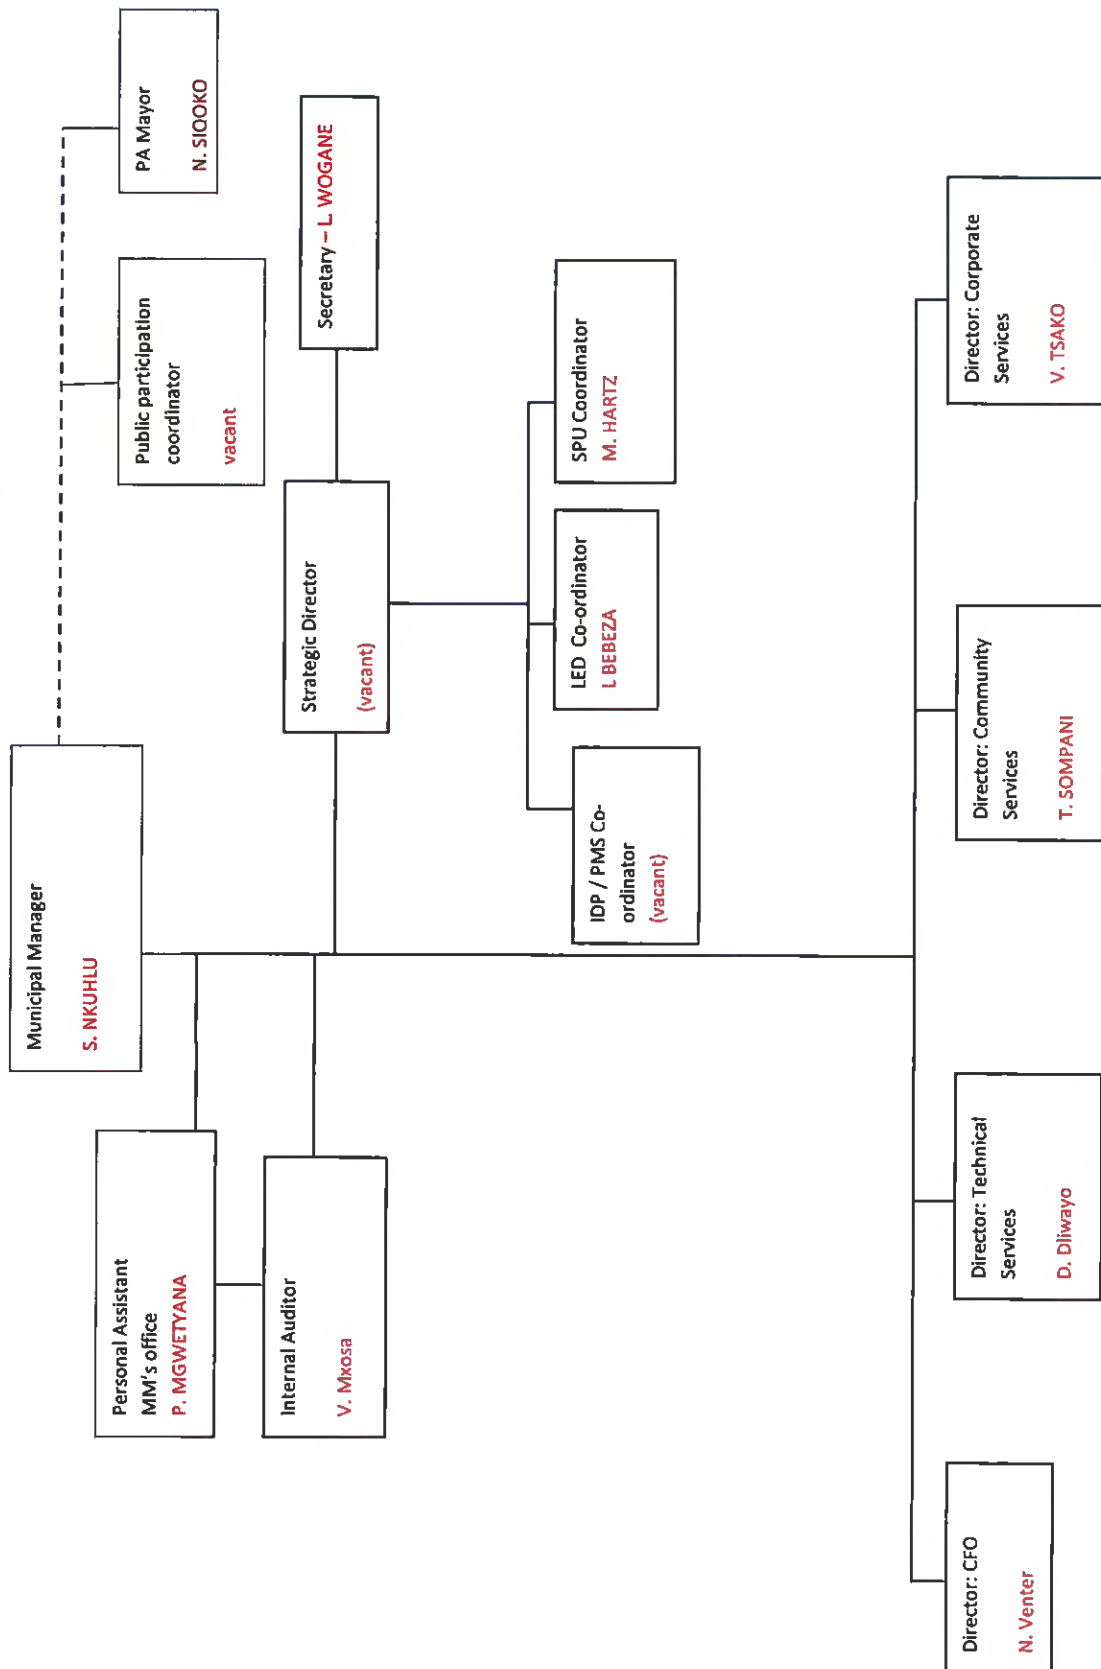 Municipal Manager
S. NKUHLU
PA Mayor
N. SIQOKO
Public participation
coordinator
vacant
Personal Assistant
MM's office
P. MGWETYANA
Internal Auditor
V. Mxosa
Strategic Director
(vacant)
Secretary – L. WOGANE
IDP / PMS Co-
ordinator
(vacant)
LED Co-ordinator
L BEBEZA
SPU Coordinator
M. HARTZ
Director: CFO
N. Venter
Director: Technical
Services
D. Dliwayo
Director: Community
Services
T. SOMPANI
Director: Corporate
Services
V. TSAKO